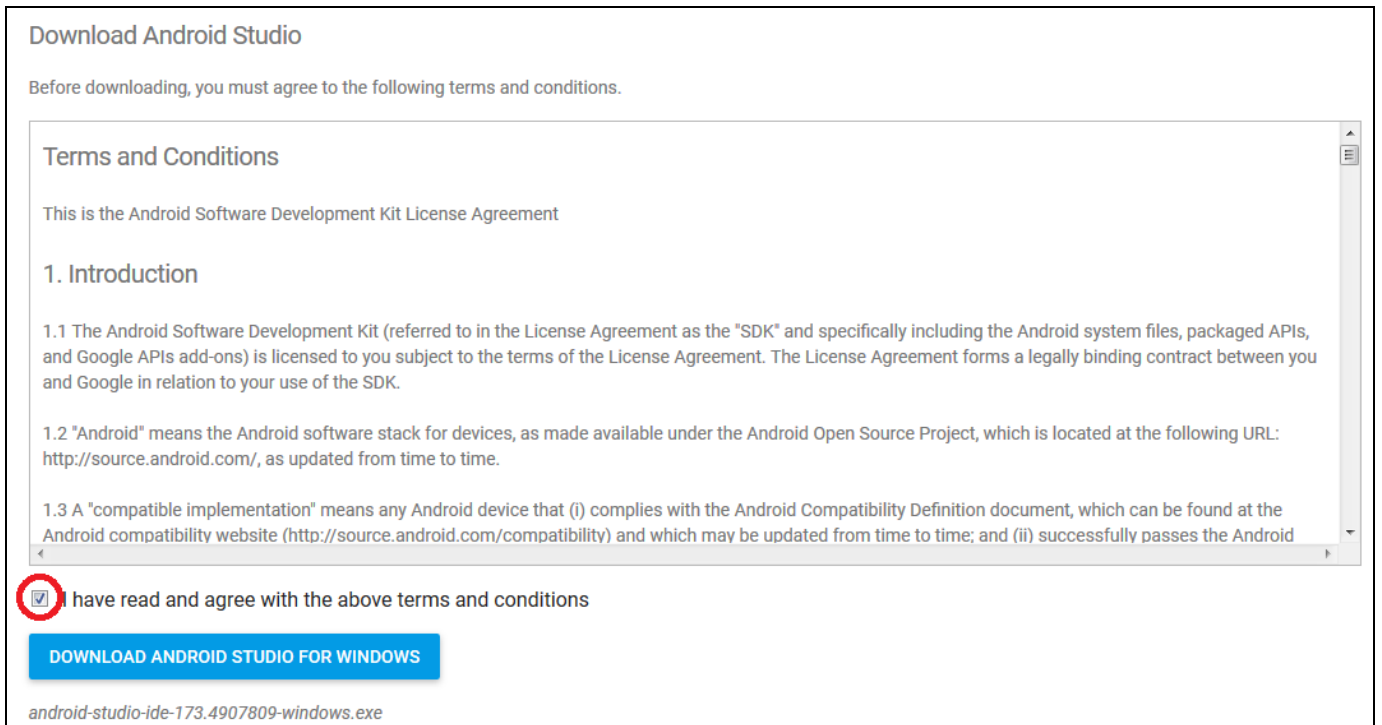 Download Android Studio
Before downloading, you must agree to the following terms and conditions.
Terms and Conditions
This is the Android Software Development Kit License Agreement
1. Introduction
1.1 The Android Software Development Kit (referred to in the License Agreement as the "SDK" and specifically including the Android system files, packaged APIs,
and Google APIs add-ons) is licensed to you subject to the terms of the License Agreement. The License Agreement forms a legally binding contract between you
and Google in relation to your use of the SDK.
1.2 "Android" means the Android software stack for devices, as made available under the Android Open Source Project, which is located at the following URL:
http://source.android.com/, as updated from time to time.
1.3 A "compatible implementation" means any Android device that (i) complies with the Android Compatibility Definition document, which can be found at the
Android compatibility website (http://source.android.com/compatibility) and which may be updated from time to time; and (ii) successfully passes the Android
I have read and agree with the above terms and conditions
DOWNLOAD ANDROID STUDIO FOR WINDOWS
android-studio-ide-173.4907809-windows.exe